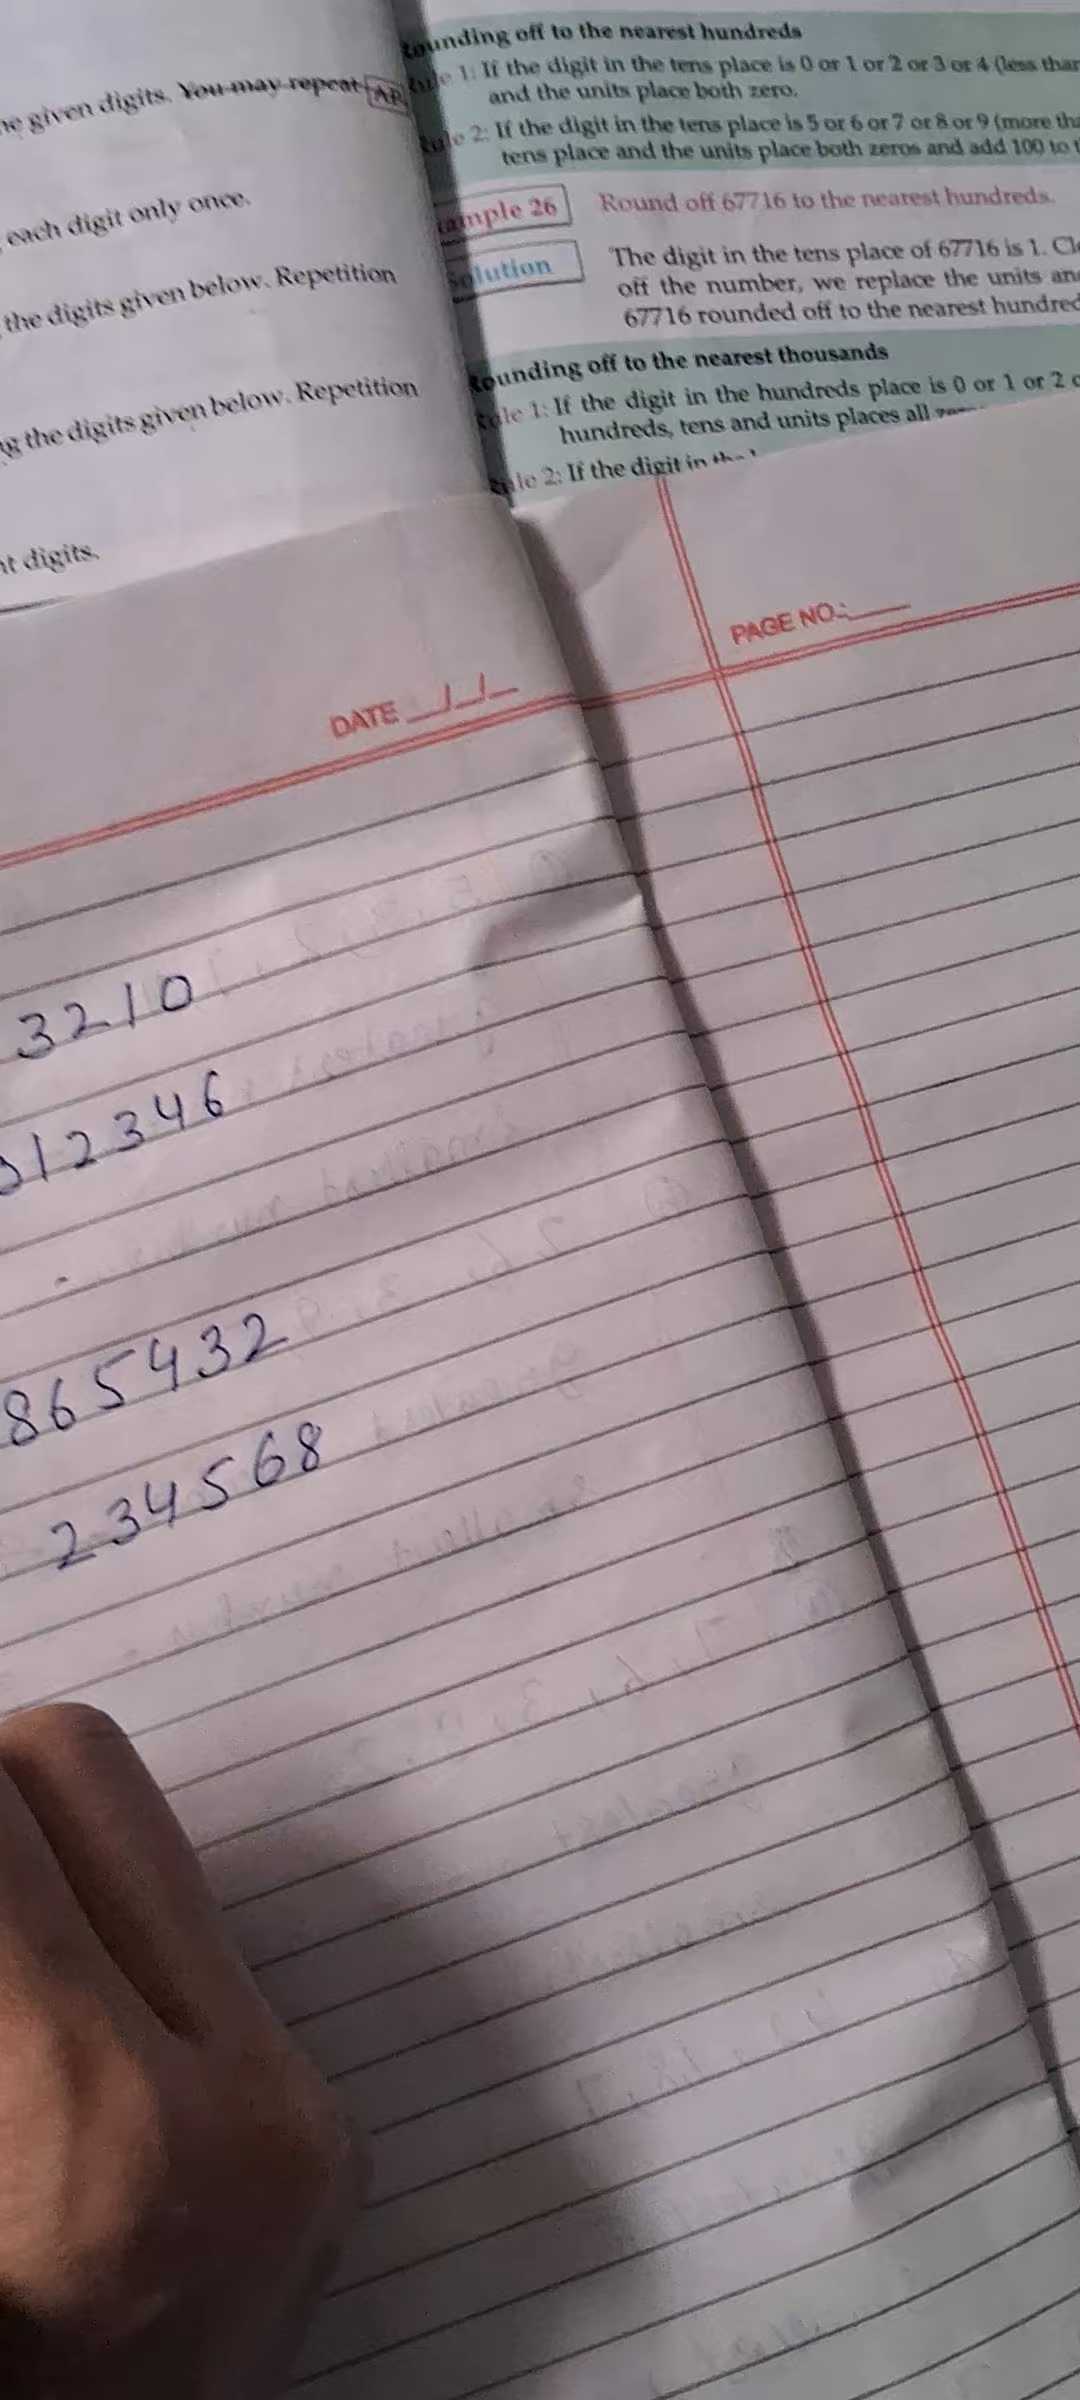 he given digits. You may repeat
each digit only once.
the digits given below. Repetition
the digits given below. Repetition
digits.
Rounding off to the nearest hundreds
Rule 1: If the digit in the tens place is 0 or 1 or 2 or 3 or 4 (less than
and the units place both zero.
Rule 2: If the digit in the tens place is 5 or 6 or 7 or 8 or 9 (more tha
tens place and the units place both zeros and add 100 to t
ample 26 Round off 67716 to the nearest hundreds.
Solution The digit in the tens place of 67716 is 1. Cle
off the number, we replace the units and
67716 rounded off to the nearest hundred
Rounding off to the nearest thousands
Rule 1: If the digit in the hundreds place is 0 or 1 or 2 o
hundreds, tens and units places all
Rule 2: If the digit in the
DATE
PAGE NO.:
3210
12346
865432
234568